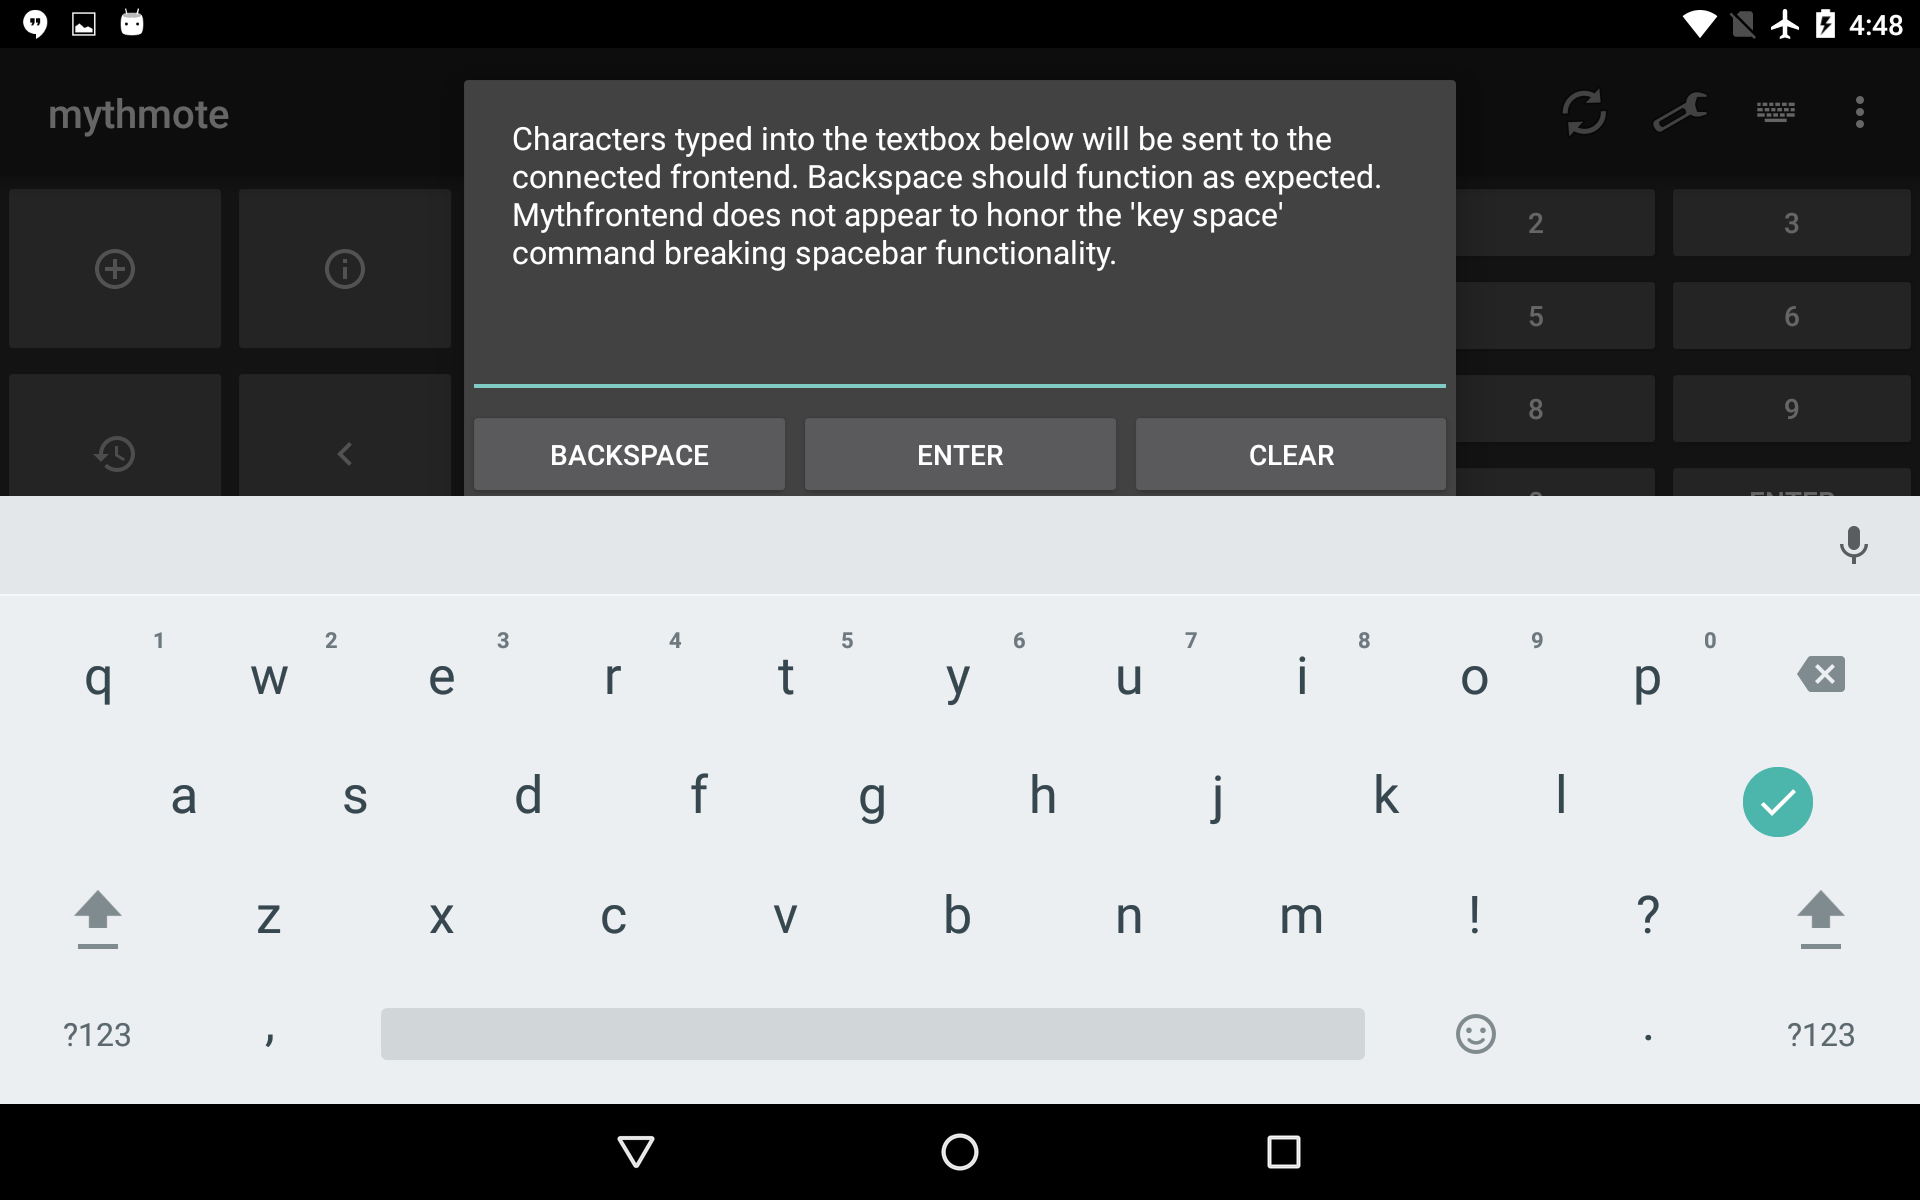 4:48
mythmote
Characters typed into the textbox below will be sent to the
connected frontend. Backspace should function as expected.
Mythfrontend does not appear to honor the 'key space'
command breaking spacebar functionality.
2 3
5 6
8 9
BACKSPACE ENTER CLEAR
ENTER
1 2 3 4 5 6 7 8 9 0
q w e r t y u i o p
a s d f g h j k l
z x c v b n m ! ?
?123 , . ?123